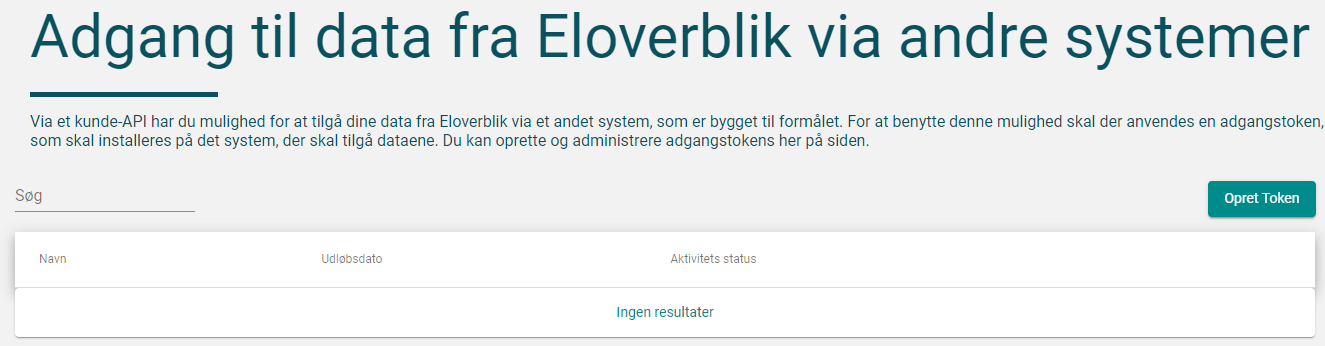 Adgang til data fra Eloverblik via andre systemer
Via et kunde-API har du mulighed for at tilgå dine data fra Eloverblik via et andet system, som er bygget til formålet. For at benytte denne mulighed skal der anvendes en adgangstoken,
som skal installeres på det system, der skal tilgå dataene. Du kan oprette og administrere adgangstokens her på siden.
Søg
Opret Token
Navn Udløbsdato Aktivitets status
Ingen resultater